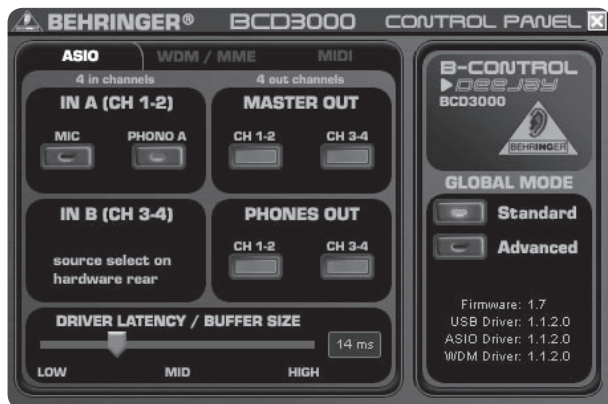 BEHRINGER® BCD3000 CONTROL PANEL X
ASIO WDM / MME MIDI
4 in channels 4 out channels
IN A (CH 1-2) MASTER OUT
MIC PHONO A CH 1-2 CH 3-4
IN B (CH 3-4) PHONES OUT
source select on
hardware rear
CH 1-2 CH 3-4
DRIVER LATENCY / BUFFER SIZE
14 ms
LOW MID HIGH
B-CONTROL
DEEJAY
BCD3000
BEHRINGER
GLOBAL MODE
Standard
Advanced
Firmware: 1.7
USB Driver: 1.1.2.0
ASIO Driver: 1.1.2.0
WDM Driver: 1.1.2.0